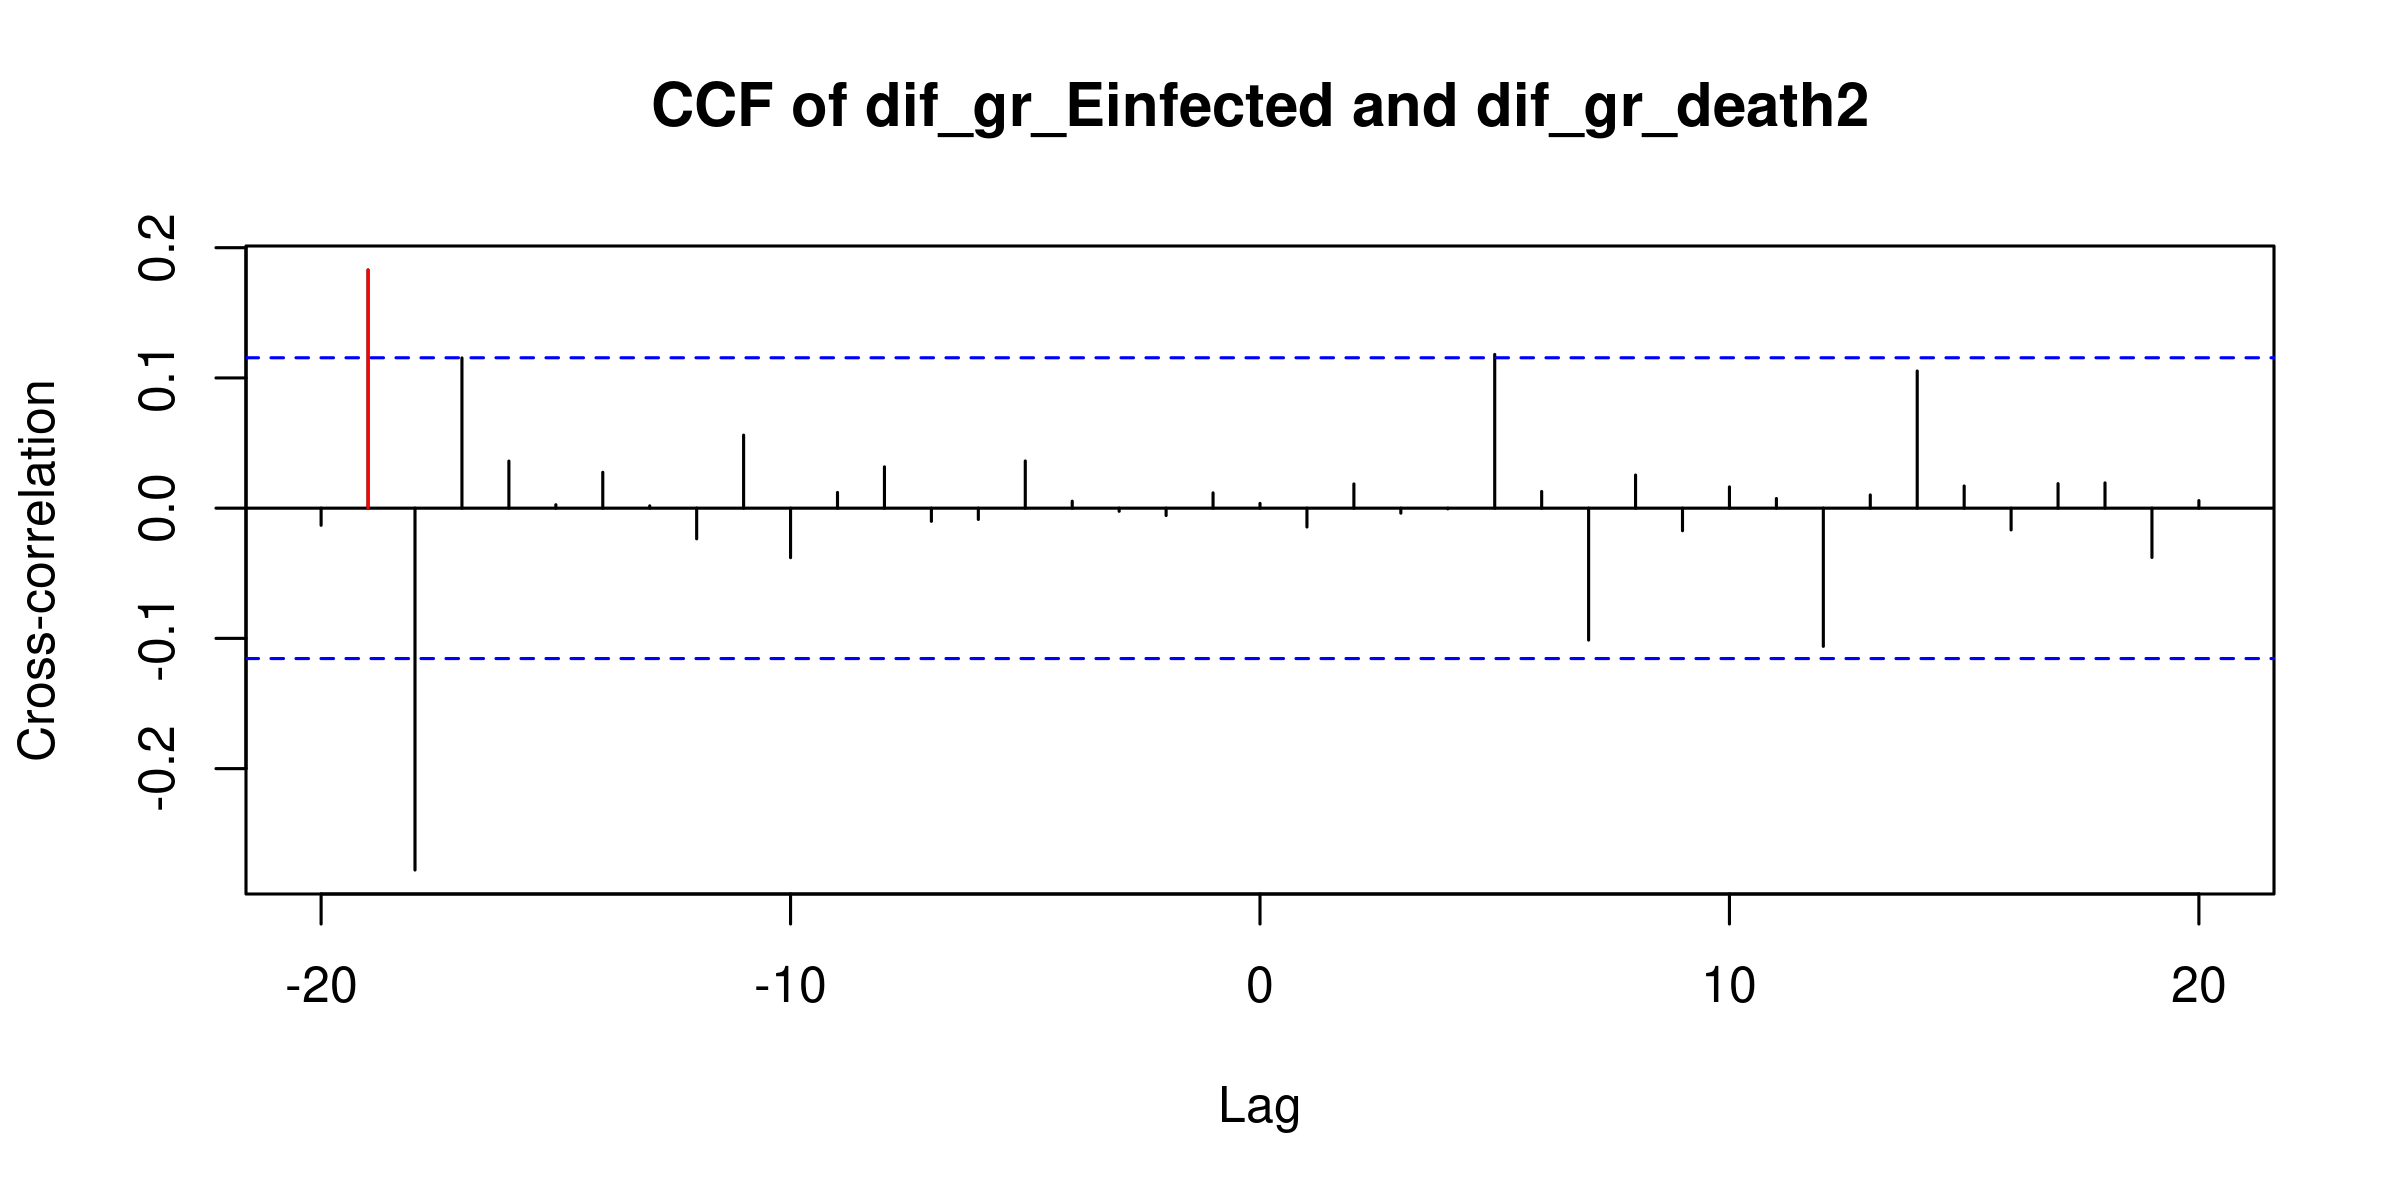 CCF of dif_gr_Einfected and dif_gr_death2
Cross-correlation
0.2
0.1
0.0
-0.1
-0.2
-20 -10 0 10 20
Lag